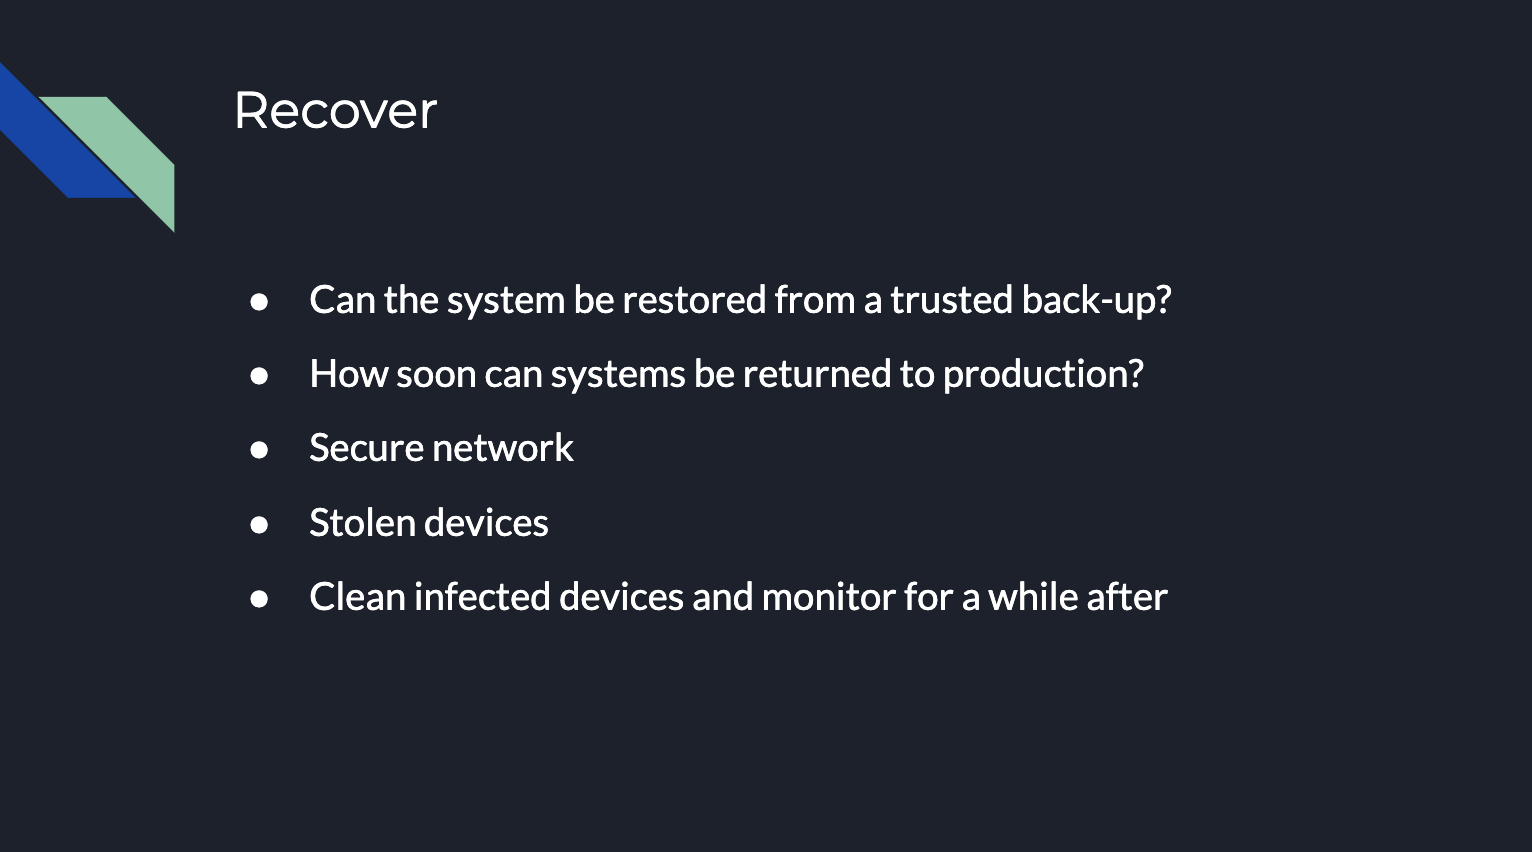 Recover
● Can the system be restored from a trusted back-up?
● How soon can systems be returned to production?
● Secure network
● Stolen devices
● Clean infected devices and monitor for a while after